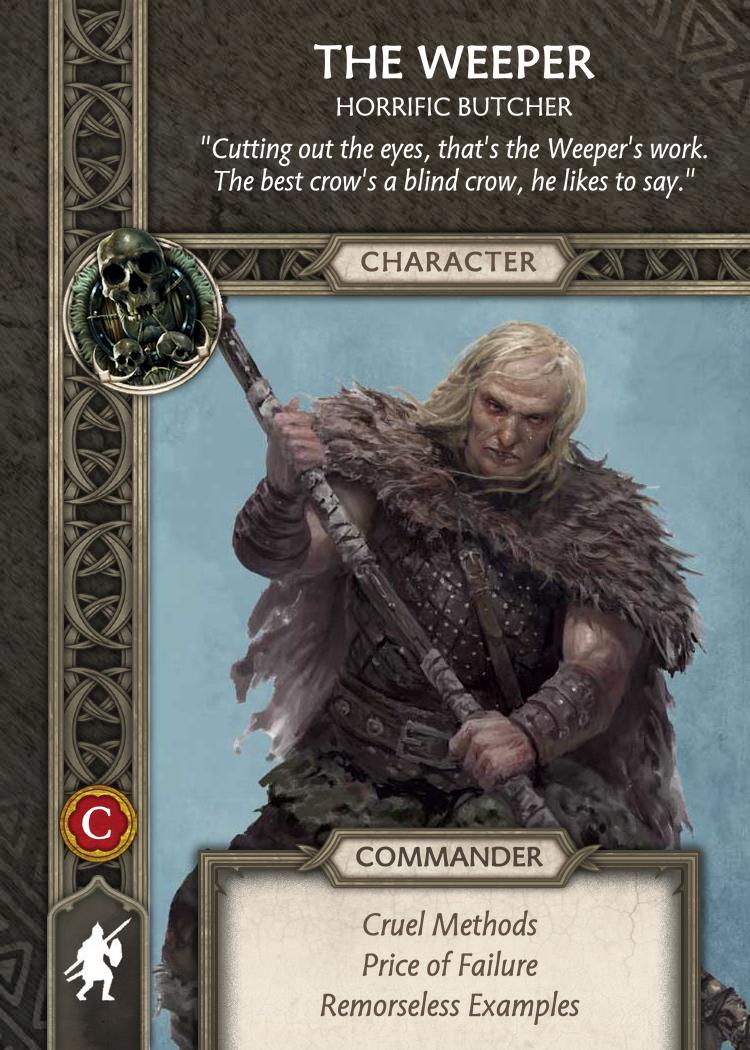 THE WEEPER
HORRIFIC BUTCHER
"Cutting out the eyes, that's the Weeper's work.
The best crow's a blind crow, he likes to say."
CHARACTER
C
COMMANDER
Cruel Methods
Price of Failure
Remorseless Examples